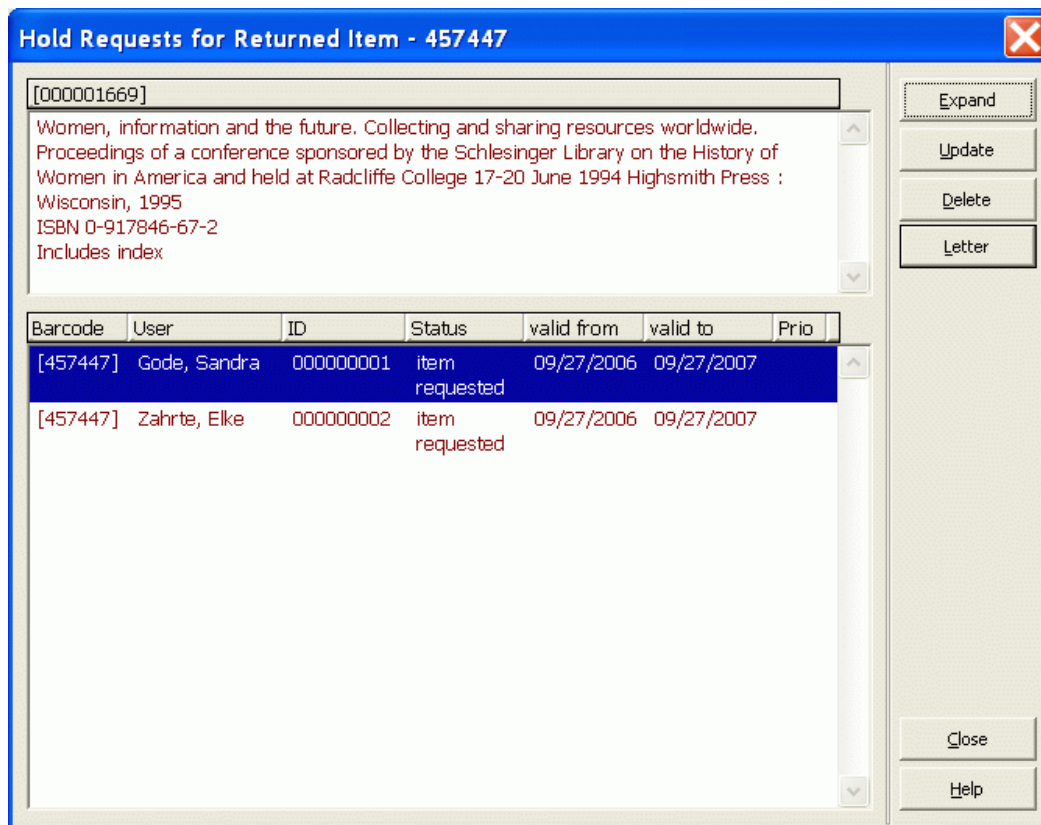 Hold Requests for Returned Item - 457447
[000001669]
Women, information and the future. Collecting and sharing resources worldwide.
Proceedings of a conference sponsored by the Schlesinger Library on the History of
Women in America and held at Radcliffe College 17-20 June 1994 Highsmith Press :
Wisconsin, 1995
ISBN 0-917846-67-2
Includes index
Expand
Update
Delete
Letter
Barcode User ID Status valid from valid to Prio
[457447] Gode, Sandra 000000001 item 09/27/2006 09/27/2007
requested
[457447] Zahrte, Elke 000000002 item 09/27/2006 09/27/2007
requested
Close
Help